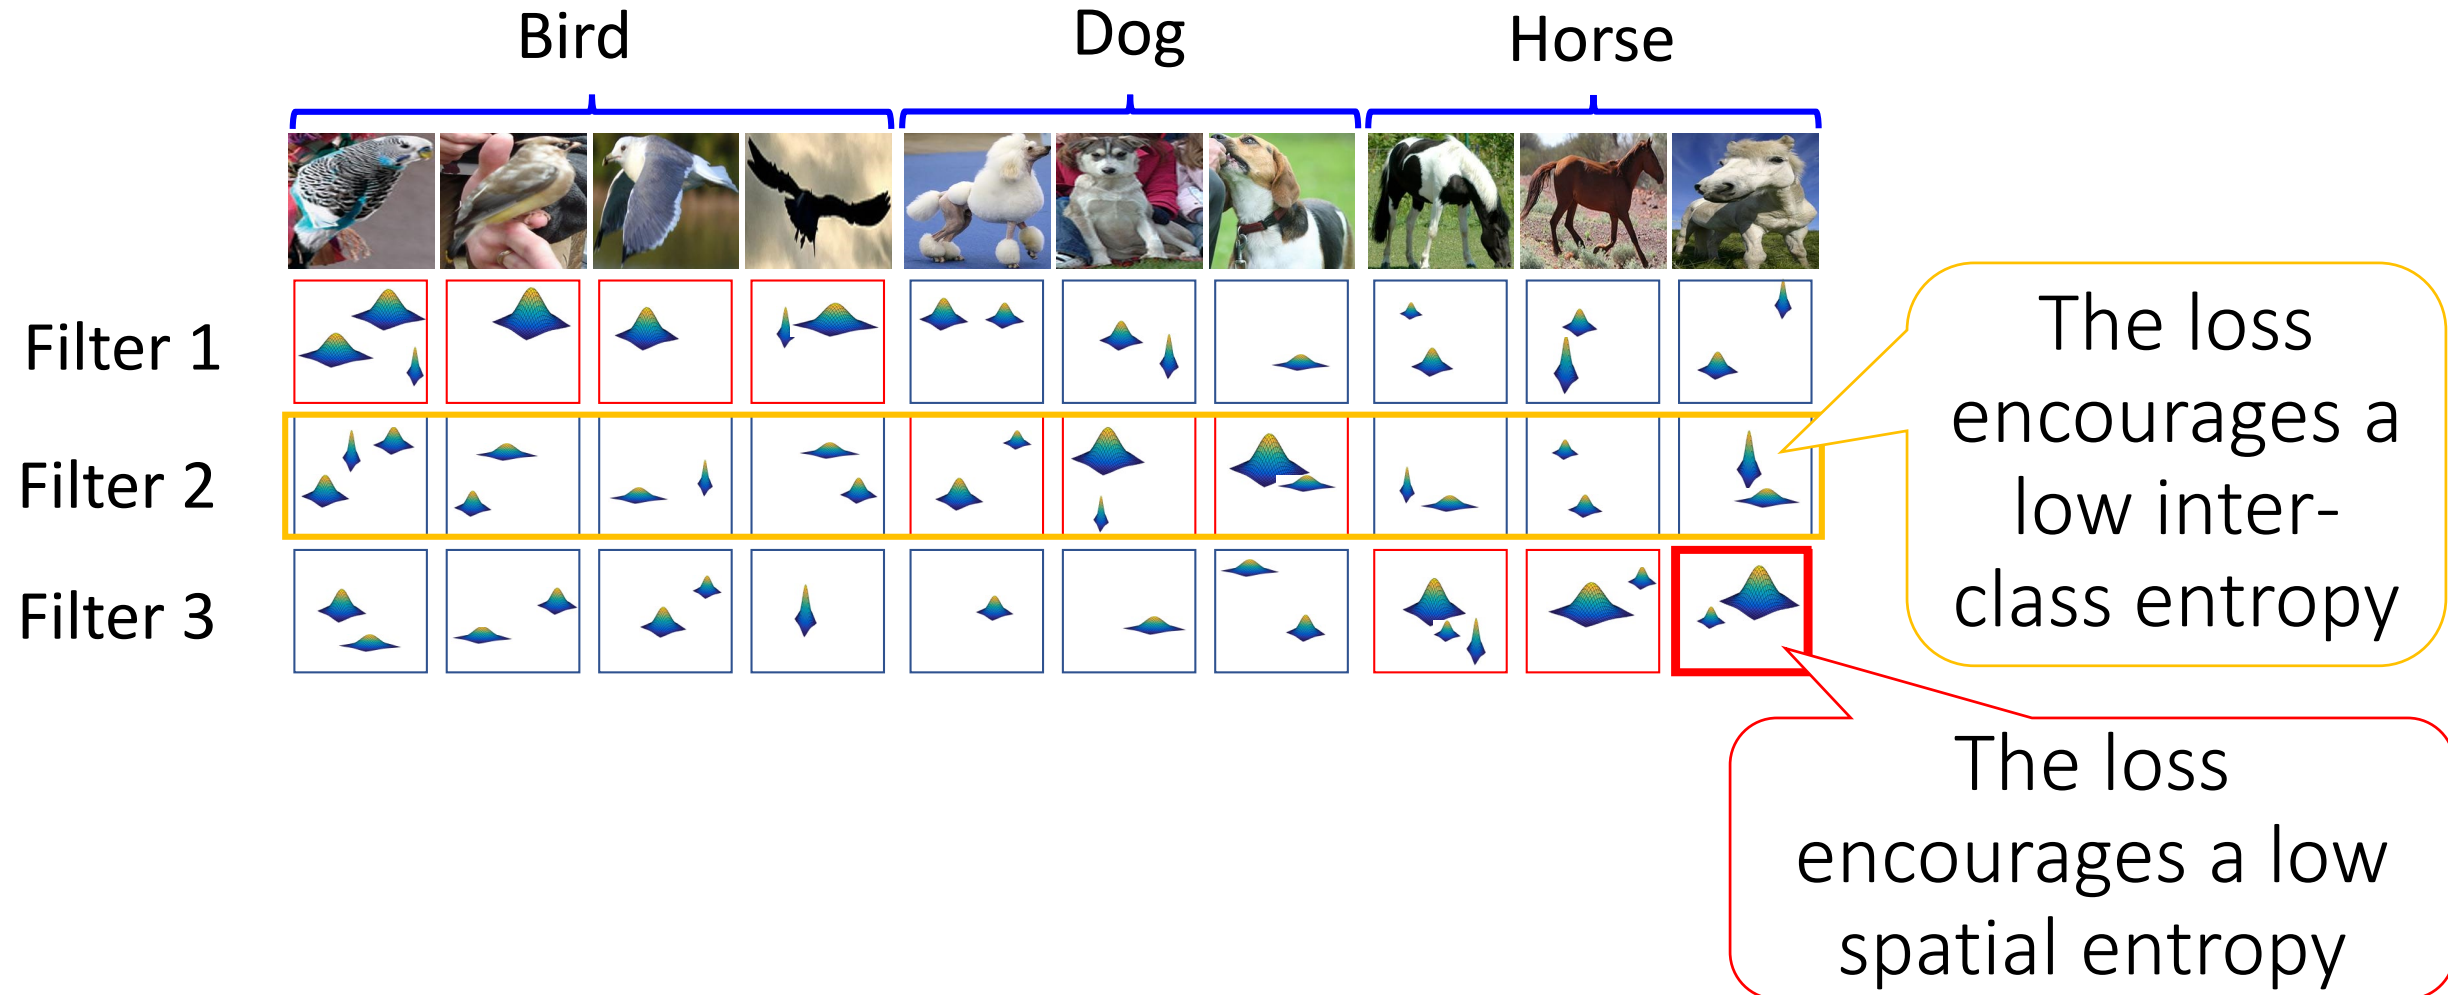 Bird
Dog
Horse
Filter 1
Filter 2
Filter 3
The loss
encourages a
low inter-
class entropy
The loss
encourages a low
spatial entropy